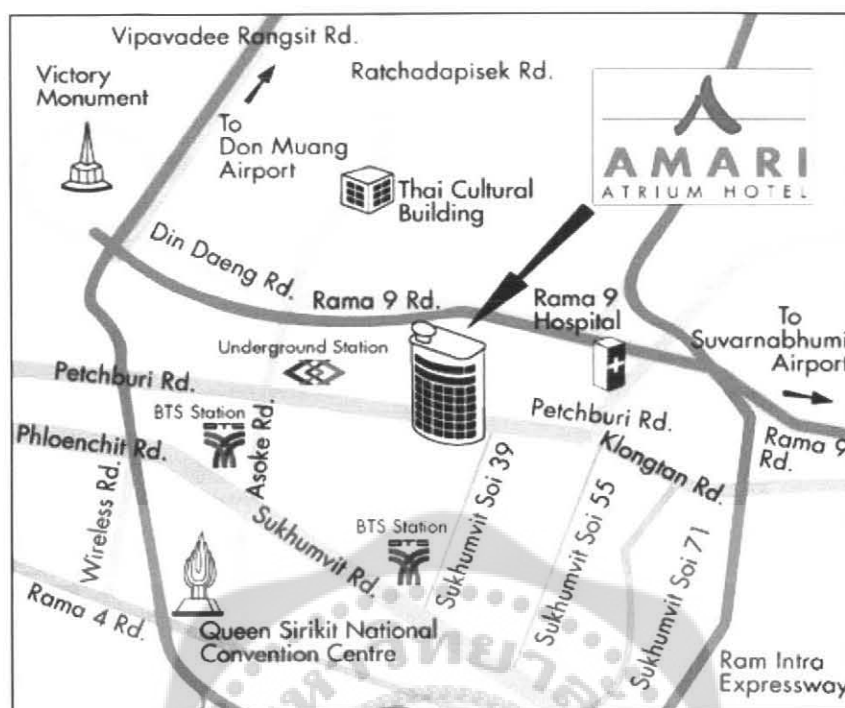 Vipavadee Rangsit Rd.
Victory
Monument
Ratchadapisek Rd.
To
Don Muang
Airport
AMARI
ATRIUM HOTEL
Thai Cultural
Building
Din Daeng Rd.
Rama 9 Rd.
Rama 9
Hospital
To
Suvarnabhumi
Airport
Underground Station
Petchburi Rd.
Petchburi Rd.
BTS Station
BTS
Asoke Rd.
Phloenchit Rd.
Klongtan Rd.
Rama 9
Rd.
Wireless Rd.
Sukhumvit Rd.
BTS Station
BTS
Sukhumvit Soi 39
Sukhumvit Soi 55
Sukhumvit Soi 71
Rama 4 Rd.
Queen Sirikit National
Convention Centre
Ram Intra
Expressway